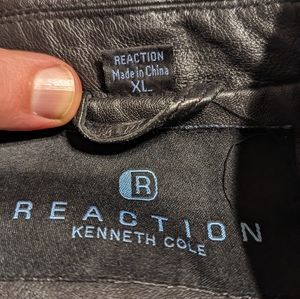 REACTION
Made in China
XL
R
REACTION
KENNETH COLE